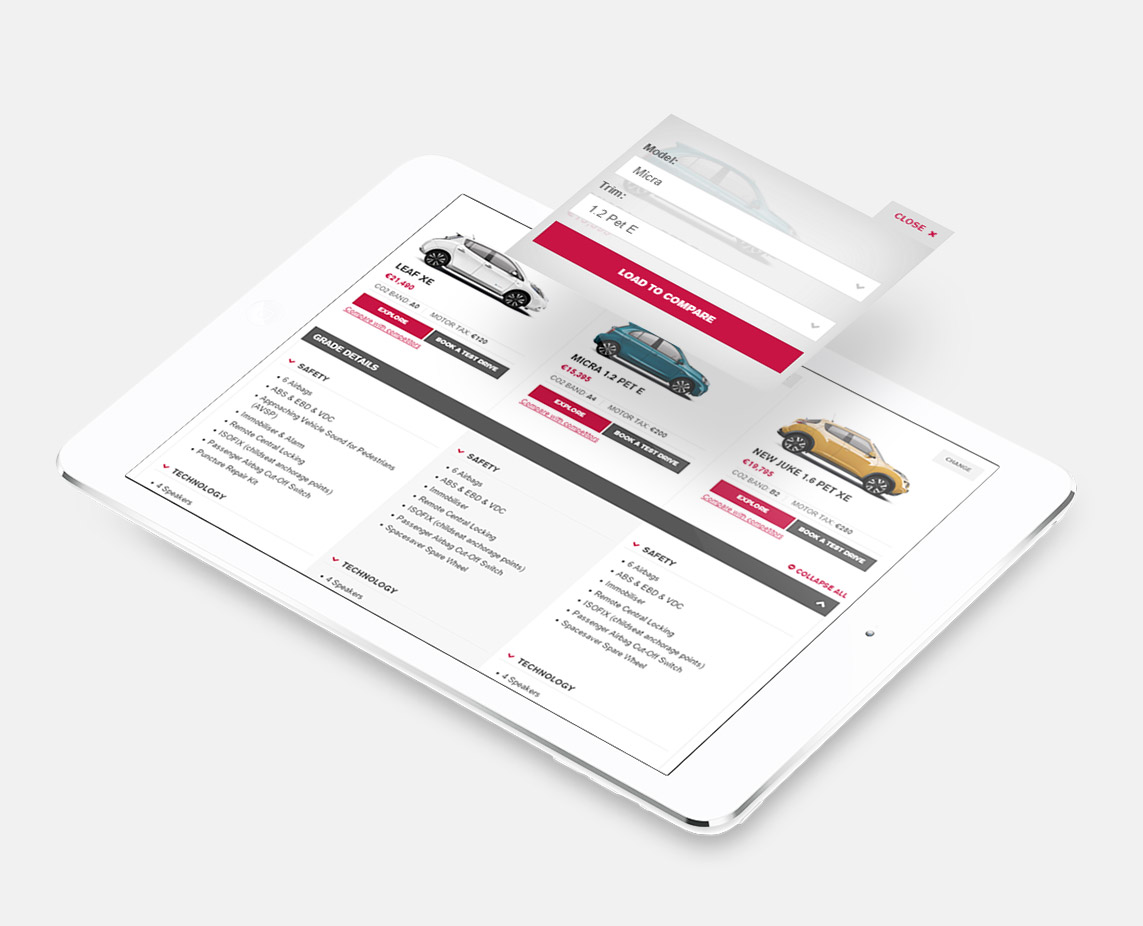 Model:
Micra
Trim:
1.2 Pet E
LOAD TO COMPARE
CLOSE ×
LEAF XE
€21,490
CO2 BAND: A0
MOTOR TAX: €120
EXPLORE
BOOK A TEST DRIVE
Compare with competitors
MICRA 1.2 PET E
€15,395
CO2 BAND: A4
MOTOR TAX: €200
EXPLORE
BOOK A TEST DRIVE
Compare with competitors
CHANGE
NEW JUKE 1.6 PET XE
€19,795
CO2 BAND: B2
MOTOR TAX: €280
EXPLORE
BOOK A TEST DRIVE
Compare with competitors
COLLAPSE ALL
GRADE DETAILS
SAFETY
• 6 Airbags
• ABS & EBD & VDC
• Approaching Vehicle Sound for Pedestrians
(AVSP)
• Immobiliser & Alarm
• Remote Central Locking
• ISOFIX (childseat anchorage points)
• Passenger Airbag Cut-Off Switch
• Puncture Repair Kit
TECHNOLOGY
• 4 Speakers
SAFETY
• 6 Airbags
• ABS & EBD & VDC
• Immobiliser
• Remote Central Locking
• ISOFIX (childseat anchorage points)
• Passenger Airbag Cut-Off Switch
• Spacesaver Spare Wheel
TECHNOLOGY
• 4 Speakers
SAFETY
• 6 Airbags
• ABS & EBD & VDC
• Immobiliser
• Remote Central Locking
• ISOFIX (childseat anchorage points)
• Passenger Airbag Cut-Off Switch
• Spacesaver Spare Wheel
TECHNOLOGY
• 4 Speakers